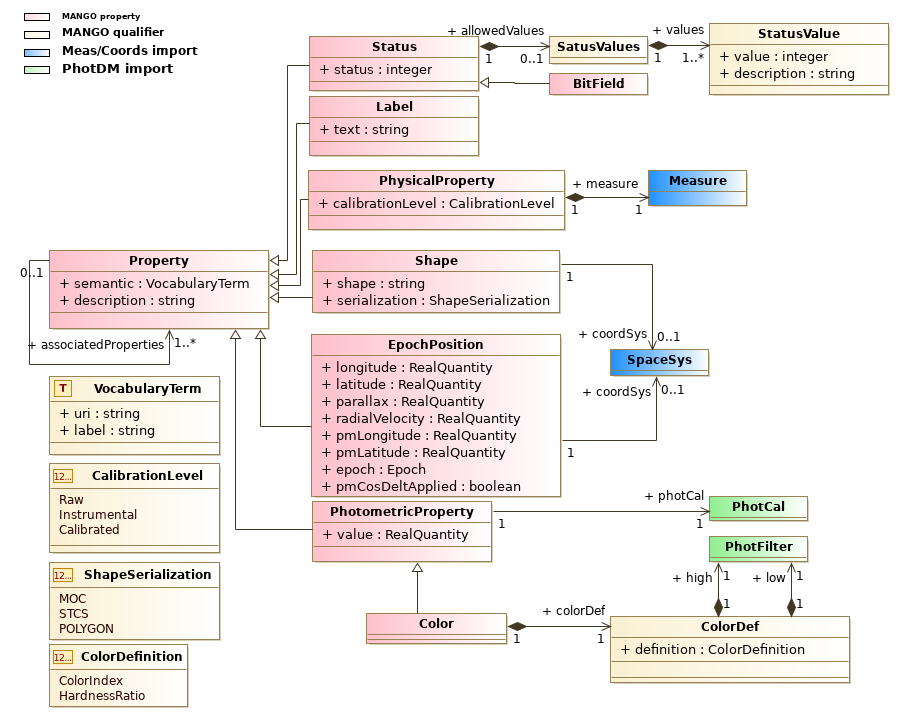 MANGO property
MANGO qualifier
Meas/Coords import
PhotDM import
Status
+ status : integer
+ allowedValues
1
0..1
SatusValues
+ values
1
1..*
StatusValue
+ value : integer
+ description : string
BitField
Label
+ text : string
PhysicalProperty
+ calibrationLevel : CalibrationLevel
+ measure
1
1
Measure
Property
+ semantic : VocabularyTerm
+ description : string
0..1
+ associatedProperties
1..*
Shape
+ shape : string
+ serialization : ShapeSerialization
1
+ coordSys
0..1
SpaceSys
+ coordSys
0..1
1
EpochPosition
+ longitude : RealQuantity
+ latitude : RealQuantity
+ parallax : RealQuantity
+ radialVelocity : RealQuantity
+ pmLongitude : RealQuantity
+ pmLatitude : RealQuantity
+ epoch : Epoch
+ pmCosDeltApplied : boolean
T
VocabularyTerm
+ uri : string
+ label : string
12...
CalibrationLevel
Raw
Instrumental
Calibrated
PhotometricProperty
+ value : RealQuantity
1
+ photCal
1
PhotCal
PhotFilter
+ high
1
1
+ low
1
1
12...
ShapeSerialization
MOC
STCS
POLYGON
Color
1
+ colorDef
1
ColorDef
+ definition : ColorDefinition
12...
ColorDefinition
ColorIndex
HardnessRatio